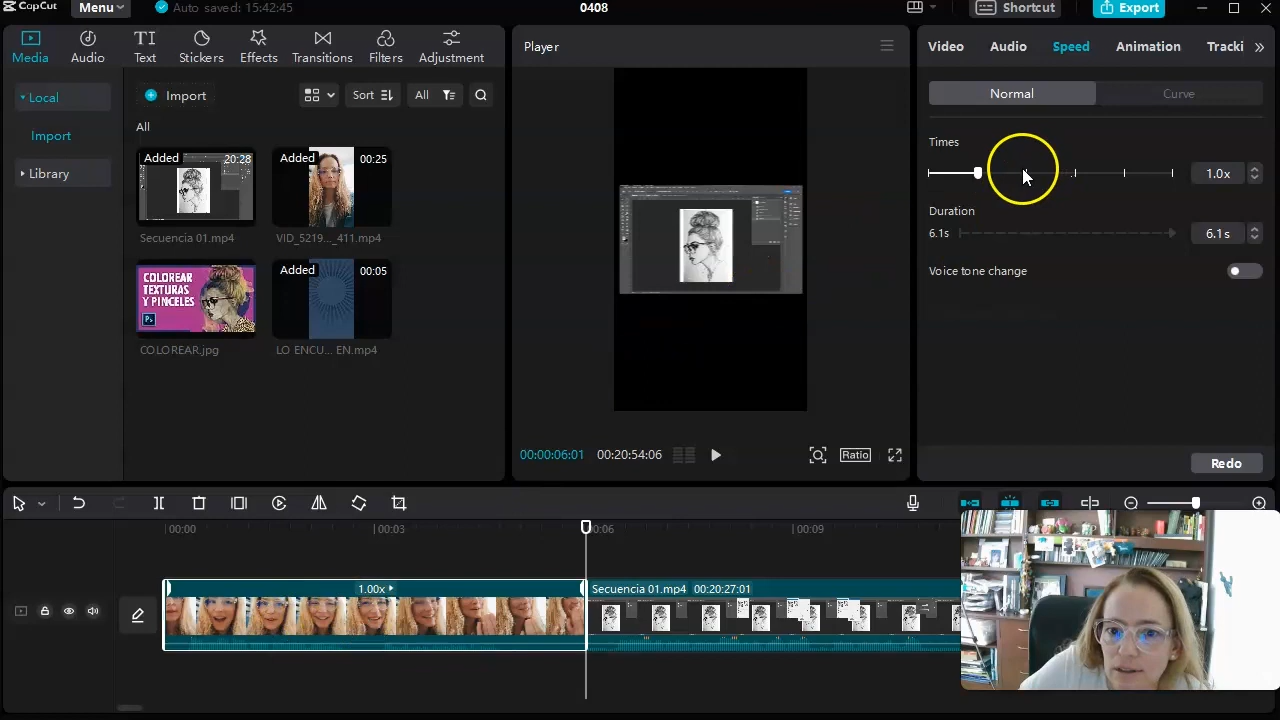 CapCut
Menu
Auto saved: 15:42:45
0408
Shortcut
Export
Media
Audio
Text
Stickers
Effects
Transitions
Filters
Adjustment
Local
Import
Library
Import
Sort
All
All
Added
20:28
Secuencia 01.mp4
Added
00:25
VID_5219..._411.mp4
COLOREAR
TEXTURAS
Y PINCELES
Ps
COLOREAR.jpg
Added
00:05
LO ENCU... EN.mp4
Player
00:00:06:01
00:20:54:06
Ratio
Video
Audio
Speed
Animation
Tracki
Normal
Curve
Times
1.0x
Duration
6.1s
6.1s
Voice tone change
Redo
00:00
00:03
00:06
00:09
1.00x
Secuencia 01.mp4 00:20:27:01